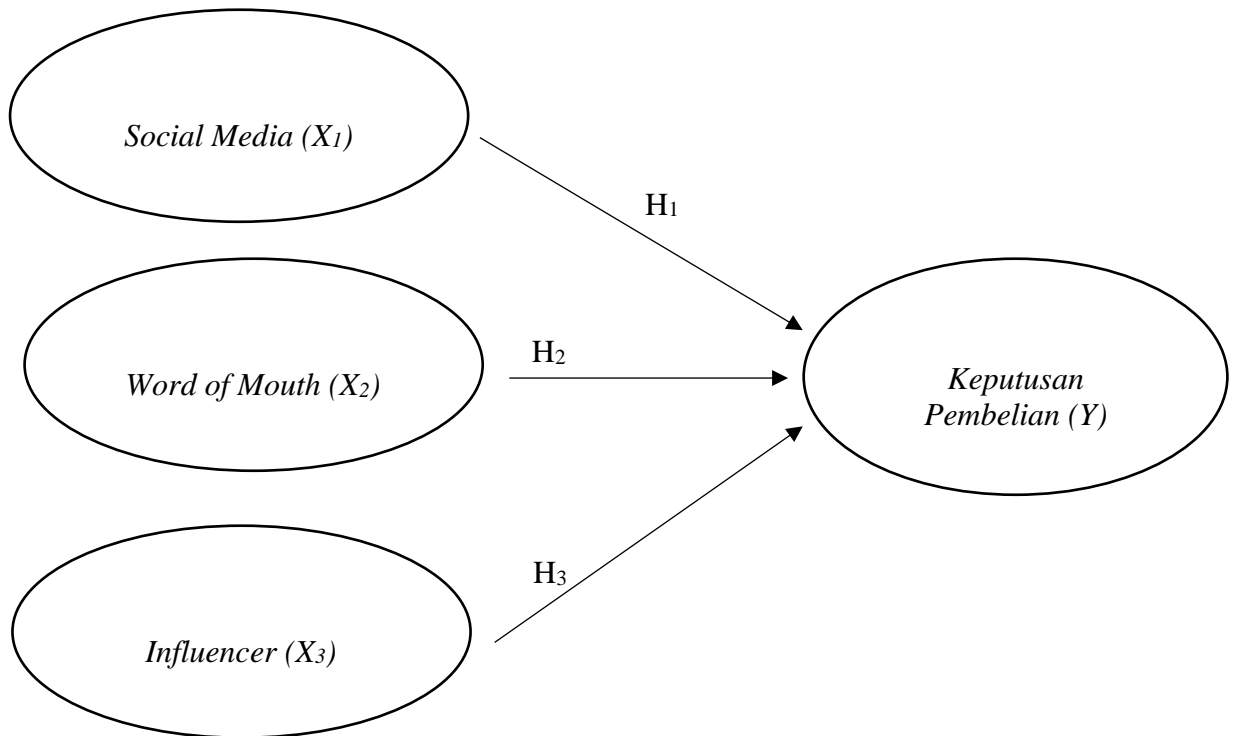 Social Media (X1)
H1
Word of Mouth (X2)
H2
Keputusan
Pembelian (Y)
H3
Influencer (X3)